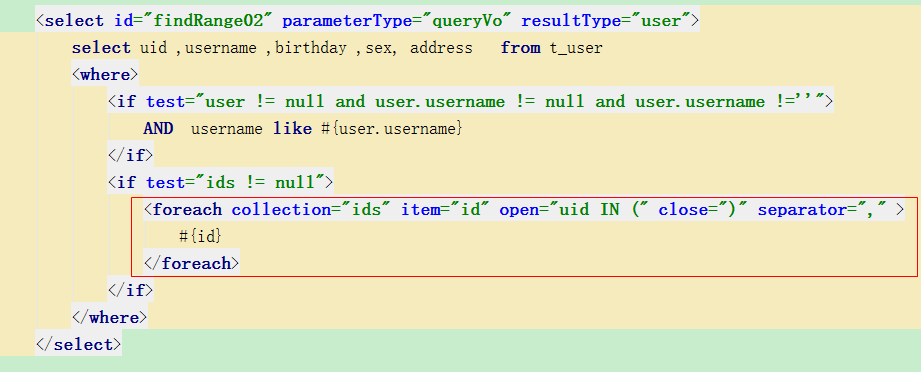 <select id="findRange02" parameterType="queryVo" resultType="user">
select uid ,username ,birthday ,sex, address from t_user
<where>
<if test="user != null and user.username != null and user.username !=''">
AND username like #{user.username}
</if>
<if test="ids != null">
<foreach collection="ids" item="id" open="uid IN (" close=")" separator="," >
#{id}
</foreach>
</if>
</where>
</select>